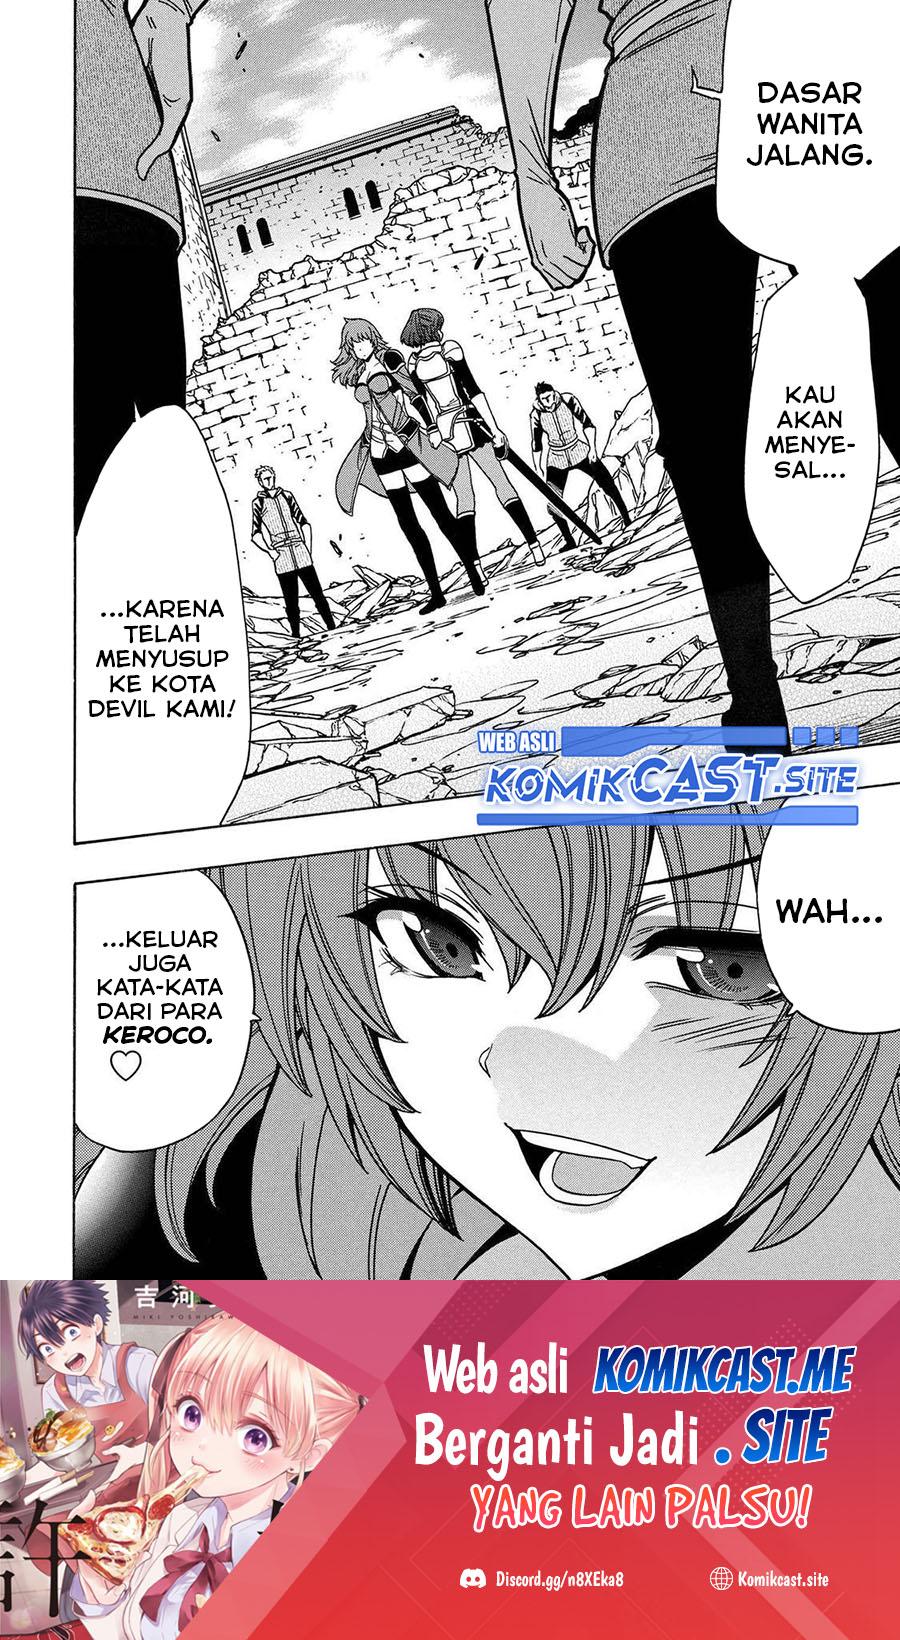 DASAR
WANITA
JALANG.
KAU
AKAN
MENYE-
SAL...
...KARENA
TELAH
MENYUSUP
KE KOTA
DEVIL KAMI!
WEB ASLI
KOMIKCAST.SITE
WAH...
...KELUAR
JUGA
KATA-KATA
DARI PARA
KEROCO.
♡
吉河
MIKI YOSHIKAW
許
Web asli KOMIKCAST.ME
Berganti Jadi .SITE
YANG LAIN PALSU!
Discord.gg/n8XEka8
Komikcast.site